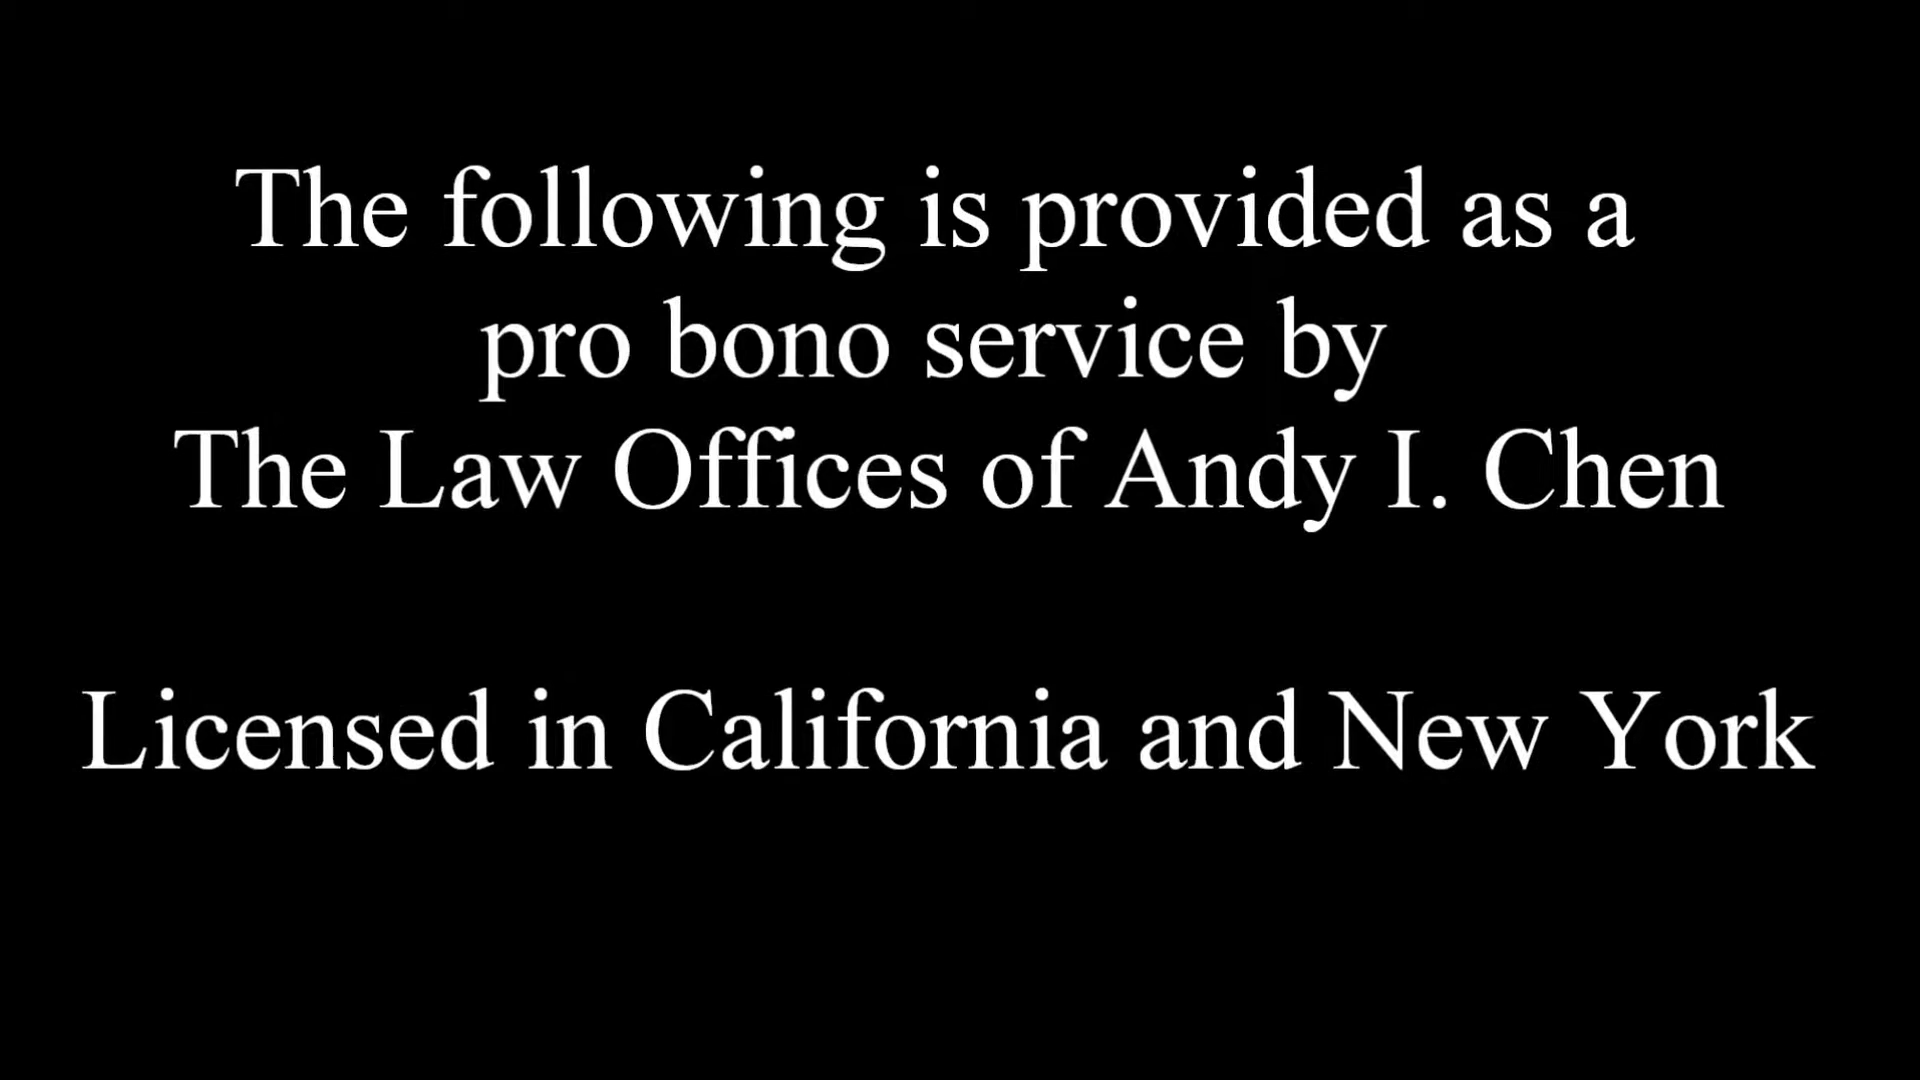 The following is provided as a
pro bono service by
The Law Offices of Andy I. Chen
Licensed in California and New York